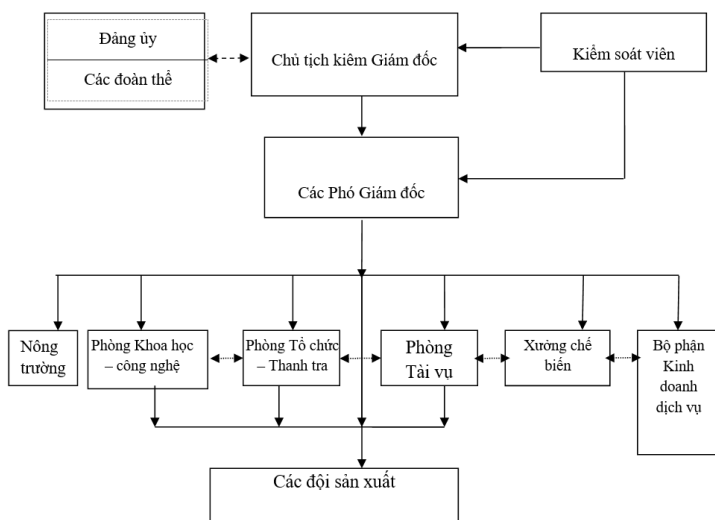 Đảng ủy
Các đoàn thể
Chủ tịch kiêm Giám đốc
Kiểm soát viên
Các Phó Giám đốc
Nông
trường
Phòng Khoa học
– công nghệ
Phòng Tổ chức
– Thanh tra
Phòng
Tài vụ
Xưởng chế
biến
Bộ phận
Kinh
doanh
dịch vụ
Các đội sản xuất